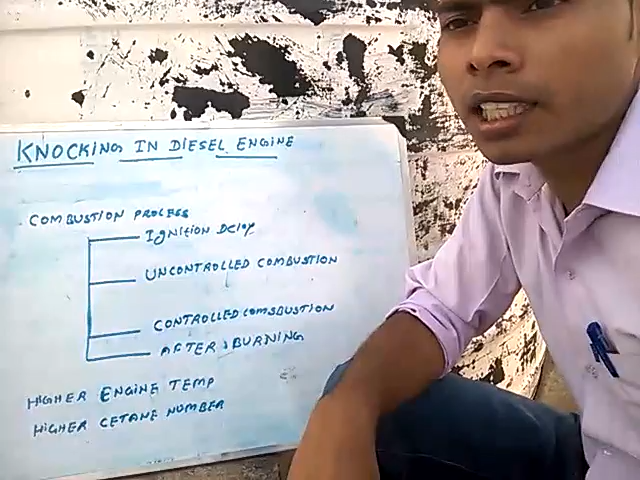 KNOCKING IN DIESEL ENGINE
COMBUSTION PROCESS
IGNITION DELAY
UNCONTROLLED COMBUSTION
CONTROLLED COMSBUSTION
AFTER BURNING
HIGHER ENGINE TEMP
HIGHER CETANE NUMBER